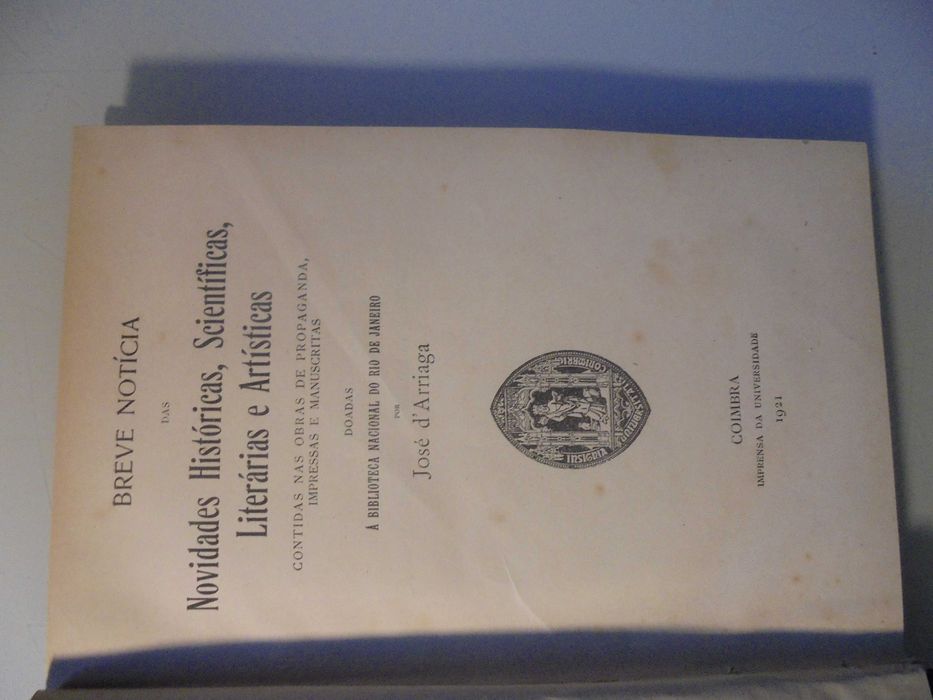 BREVE NOTÍCIA
DAS
Novidades Históricas, Scientíficas,
Literárias e Artísticas
CONTIDAS NAS OBRAS DE PROPAGANDA,
IMPRESSAS E MANUSCRITAS
DOADAS
À BIBLIOTECA NACIONAL DO RIO DE JANEIRO
POR
José d'Arriaga
INSIGNIA
COIMBRA
IMPRENSA DA UNIVERSIDADE
1921